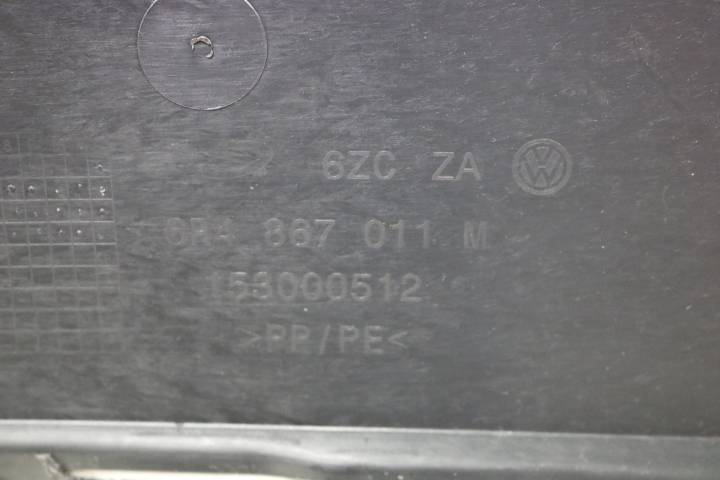 6ZC ZA
6R4 867 011 M
153000512
>PP/PE<